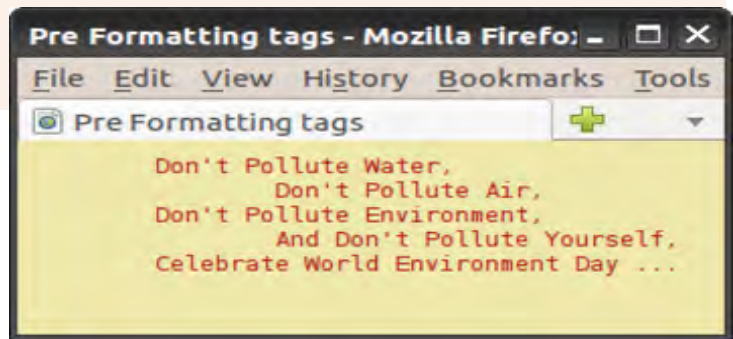 Pre Formatting tags - Mozilla Firefo
File Edit View History Bookmarks Tools
Pre Formatting tags
Don't Pollute Water,
Don't Pollute Air,
Don't Pollute Environment,
And Don't Pollute Yourself,
Celebrate World Environment Day ...